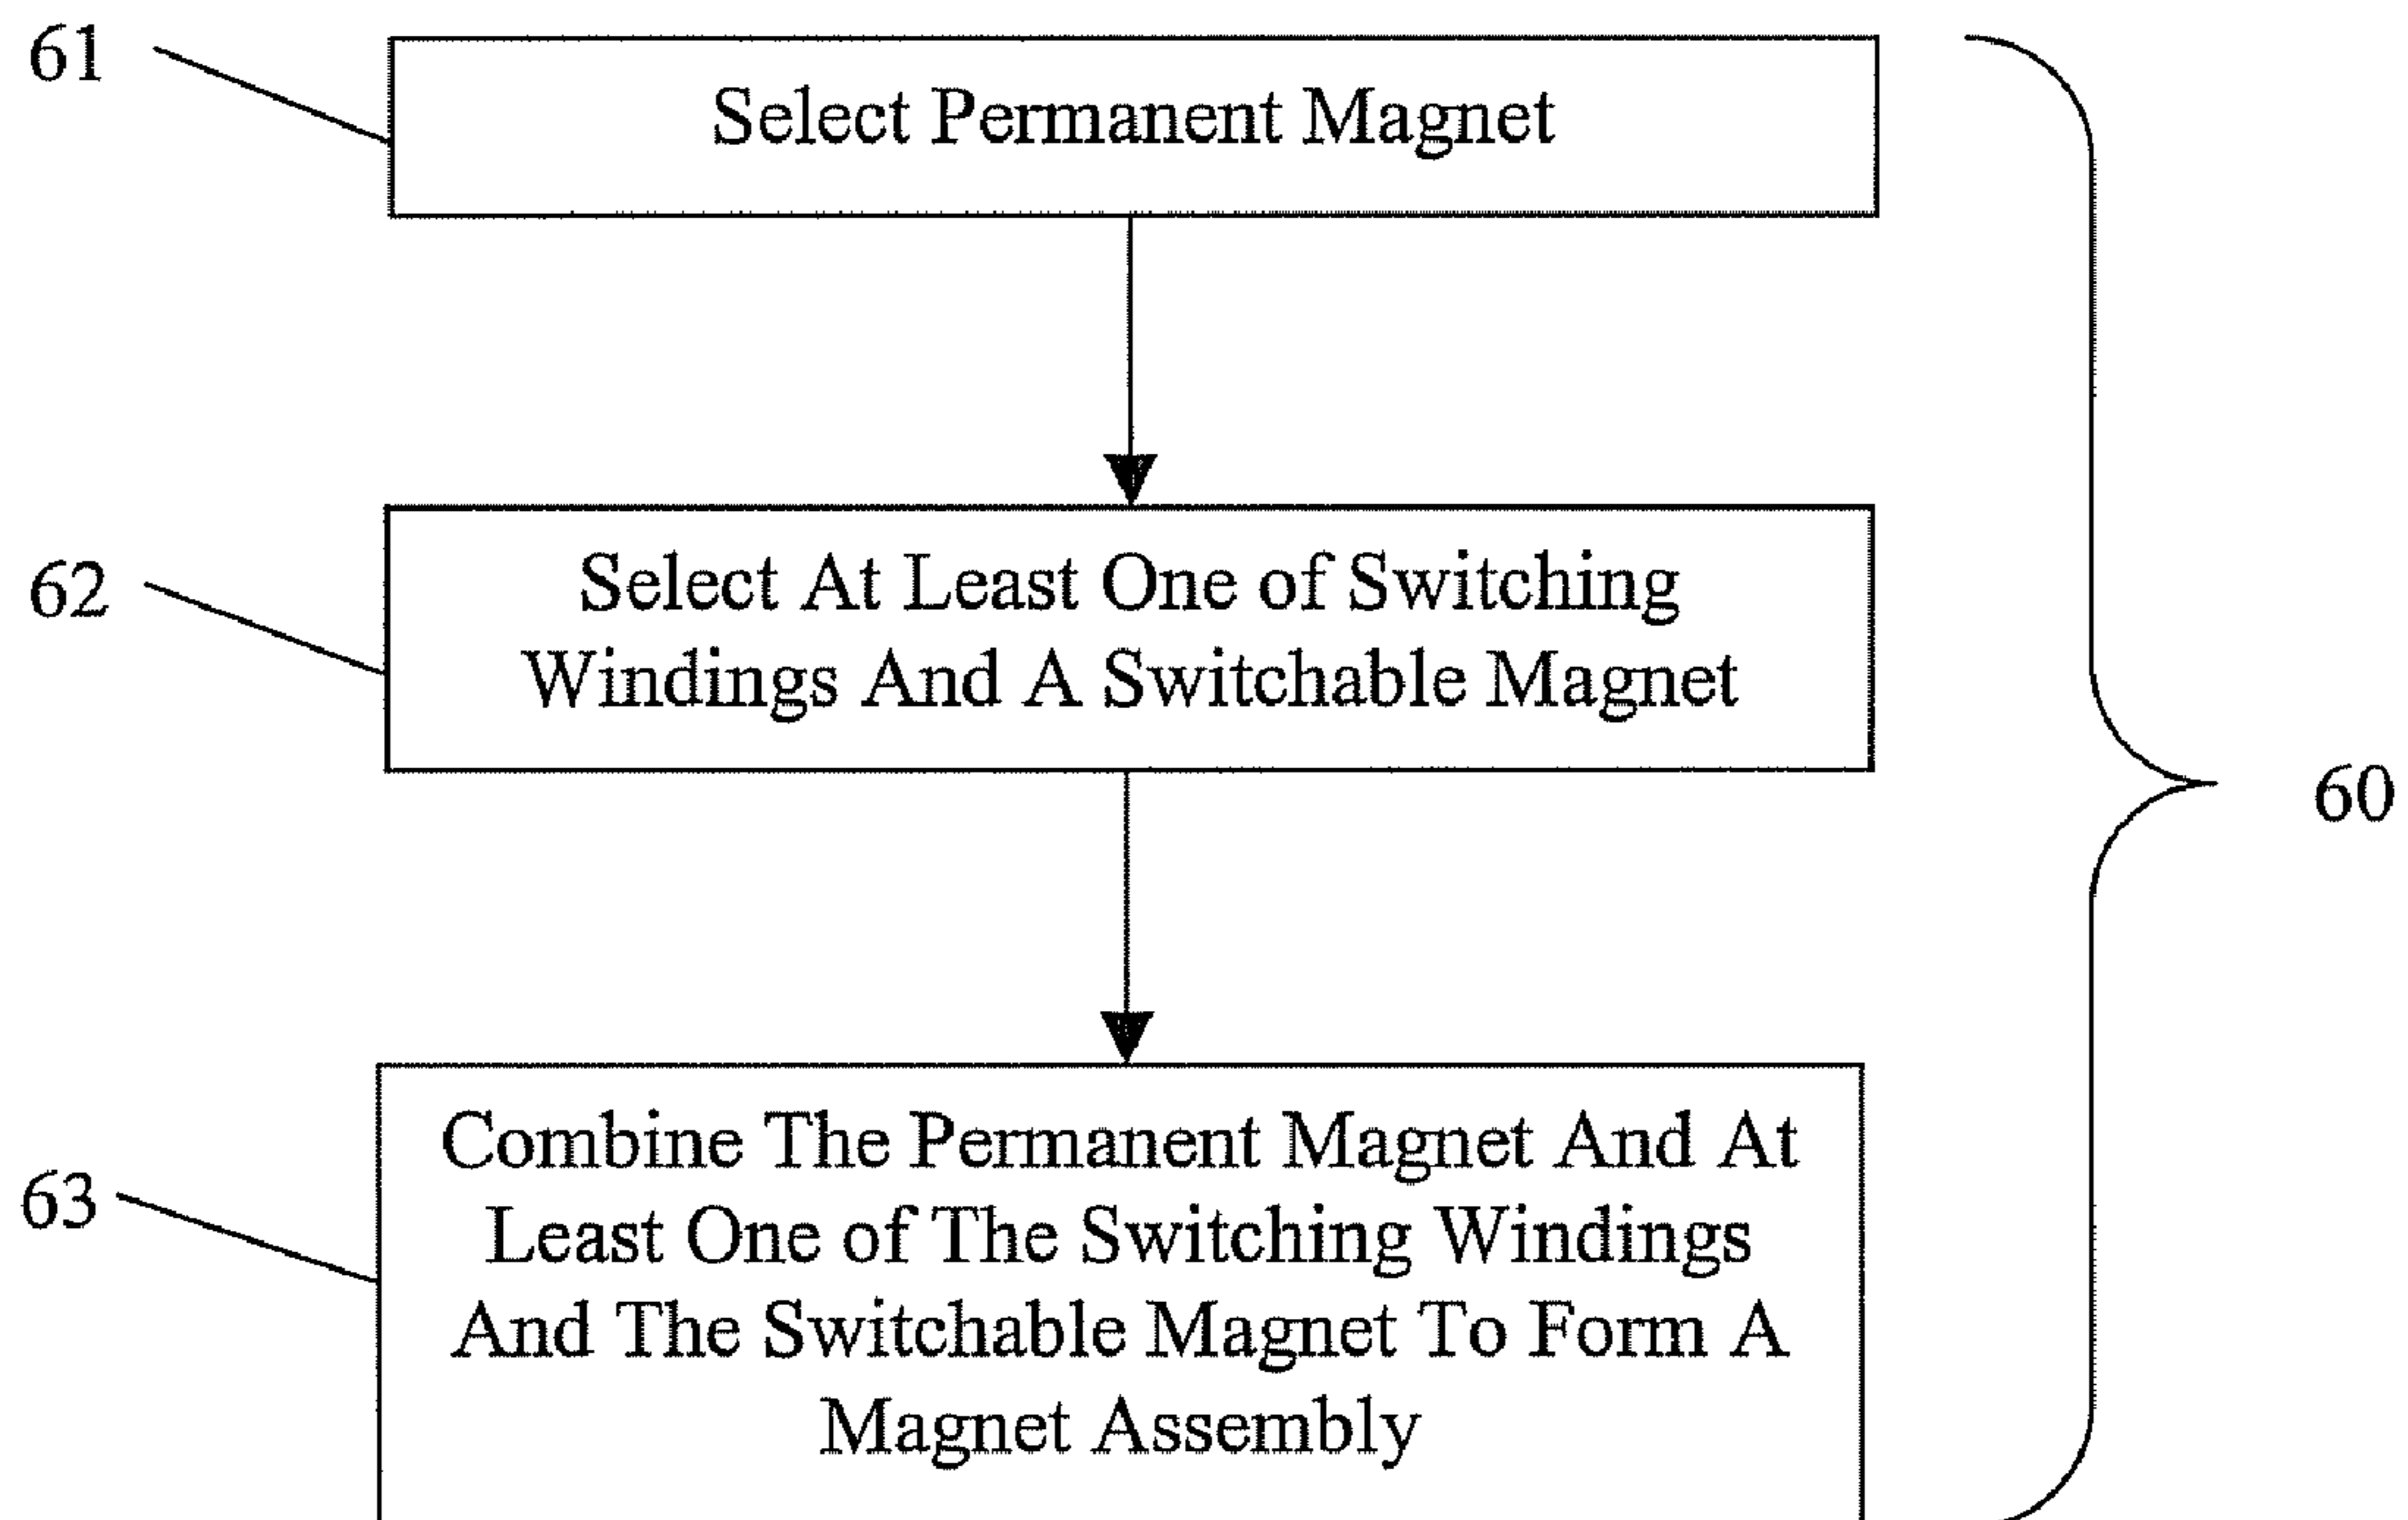 61
Select Permanent Magnet
62
Select At Least One of Switching
Windings And A Switchable Magnet
60
63
Combine The Permanent Magnet And At
Least One of The Switching Windings
And The Switchable Magnet To Form A
Magnet Assembly